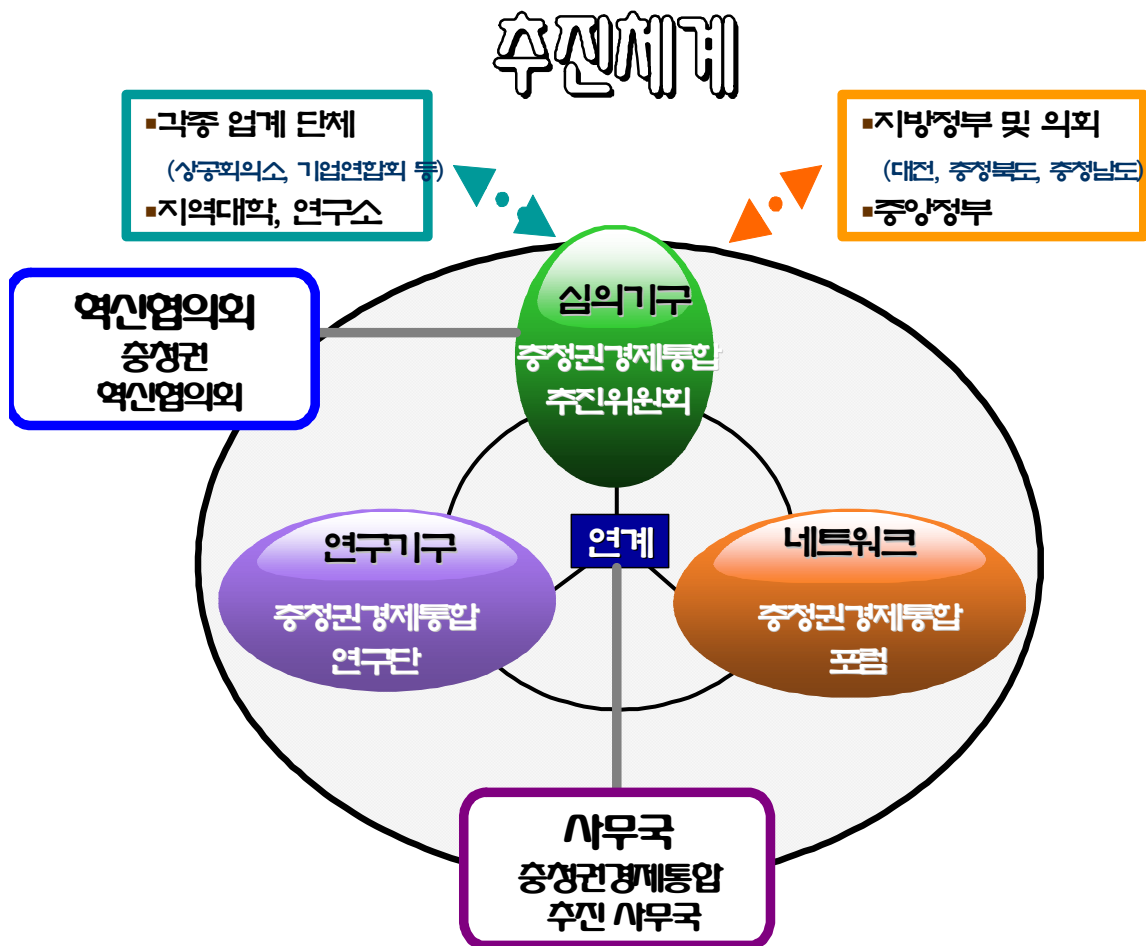 추진체계
▪각종 업계 단체
(상공회의소, 기업연합회 등)
▪지역대학, 연구소
▪지방정부 및 의회
(대전, 충청북도, 충청남도)
▪중앙정부
혁신협의회
충청권
혁신협의회
심의기구
충청권경제통합
추진위원회
연계
연구기구
충청권경제통합
연구단
네트워크
충청권경제통합
포럼
사무국
충청권경제통합
추진 사무국